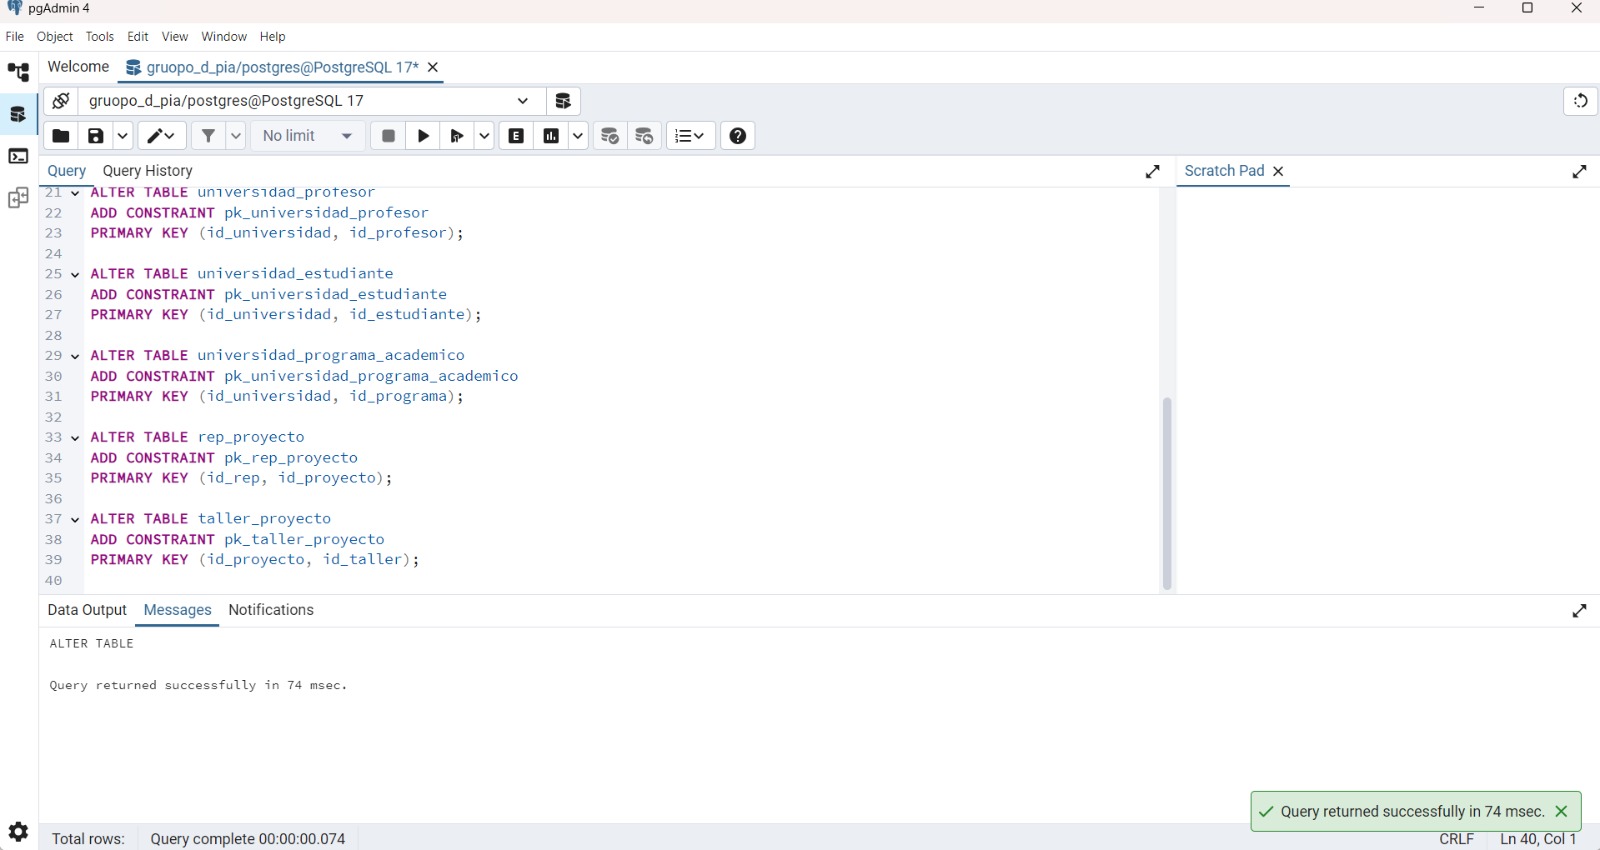 pgAdmin 4
File Object Tools Edit View Window Help
Welcome gruopo_d_pia/postgres@PostgreSQL 17*
gruopo_d_pia/postgres@PostgreSQL 17
No limit
E
Query Query History
Scratch Pad
21 ALTER TABLE universidad_profesor
22 ADD CONSTRAINT pk_universidad_profesor
23 PRIMARY KEY (id_universidad, id_profesor);
24
25 ALTER TABLE universidad_estudiante
26 ADD CONSTRAINT pk_universidad_estudiante
27 PRIMARY KEY (id_universidad, id_estudiante);
28
29 ALTER TABLE universidad_programa_academico
30 ADD CONSTRAINT pk_universidad_programa_academico
31 PRIMARY KEY (id_universidad, id_programa);
32
33 ALTER TABLE rep_proyecto
34 ADD CONSTRAINT pk_rep_proyecto
35 PRIMARY KEY (id_rep, id_proyecto);
36
37 ALTER TABLE taller_proyecto
38 ADD CONSTRAINT pk_taller_proyecto
39 PRIMARY KEY (id_proyecto, id_taller);
40
Data Output Messages Notifications
ALTER TABLE
Query returned successfully in 74 msec.
Query returned successfully in 74 msec.
Total rows: Query complete 00:00:00.074 CRLF Ln 40, Col 1